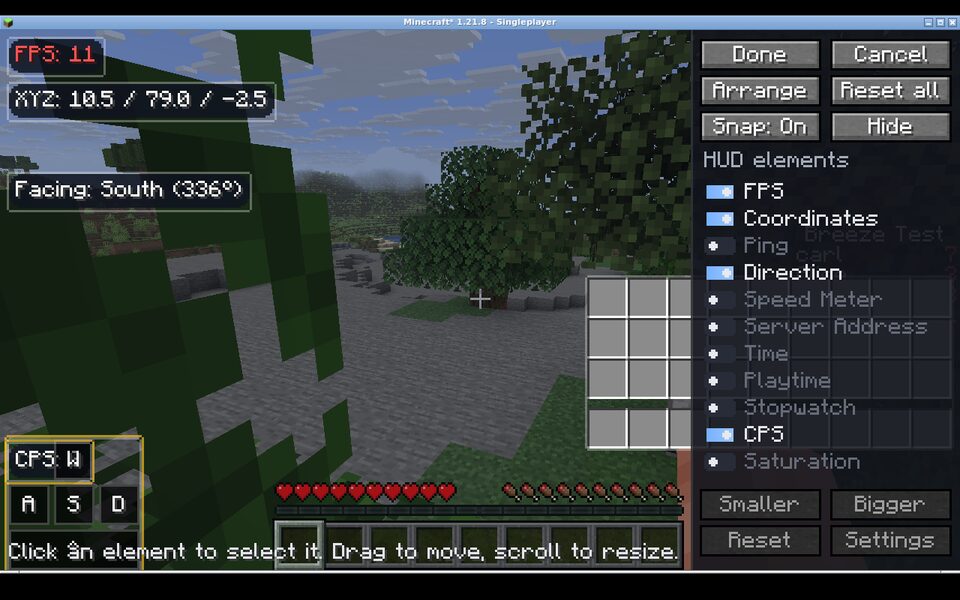 Minecraft* 1.21.8 - Singleplayer
FPS: 11
XYZ: 10.5 / 79.0 / -2.5
Facing: South (336°)
CPS: W
A S D
Click an element to select it. Drag to move, scroll to resize.
Done Cancel
Arrange Reset all
Snap: On Hide
HUD elements
FPS
Coordinates
Breeze Test
Ping
carl
Direction
Speed Meter
Server Address
Time
Playtime
Stopwatch
CPS
Saturation
Smaller Bigger
Reset Settings